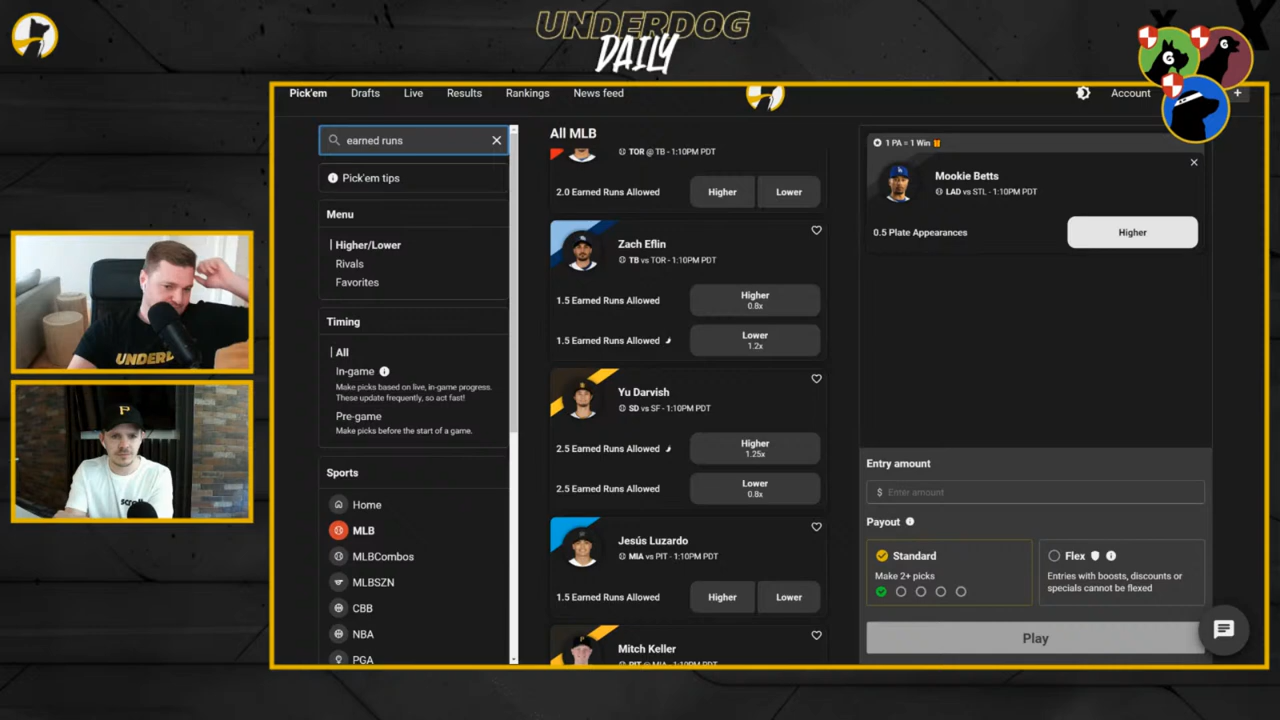 UNDERDOG
DAILY
Pick'em Drafts Live Results Rankings News feed Account +
earned runs
Pick'em tips
Menu
Higher/Lower
Rivals
Favorites
Timing
All
In-game
Make picks based on live, in-game progress.
These update frequently, so act fast!
Pre-game
Make picks before the start of a game.
Sports
Home
MLB
MLBCombos
MLBSZN
CBB
NBA
PGA
All MLB
TOR @ TB - 1:10PM PDT
2.0 Earned Runs Allowed Higher Lower
Zach Eflin
TB vs TOR - 1:10PM PDT
1.5 Earned Runs Allowed Higher
0.8x
1.5 Earned Runs Allowed Lower
1.2x
Yu Darvish
SD vs SF - 1:10PM PDT
2.5 Earned Runs Allowed Higher
1.25x
2.5 Earned Runs Allowed Lower
0.8x
Jesús Luzardo
MIA vs PIT - 1:10PM PDT
1.5 Earned Runs Allowed Higher Lower
Mitch Keller
PIT @ MIA - 1:10PM PDT
1 PA = 1 Win
Mookie Betts
LAD vs STL - 1:10PM PDT
0.5 Plate Appearances Higher
Entry amount
$ Enter amount
Payout
Standard
Make 2+ picks
Flex
Entries with boosts, discounts or
specials cannot be flexed
Play
G
G
UNDERD
P